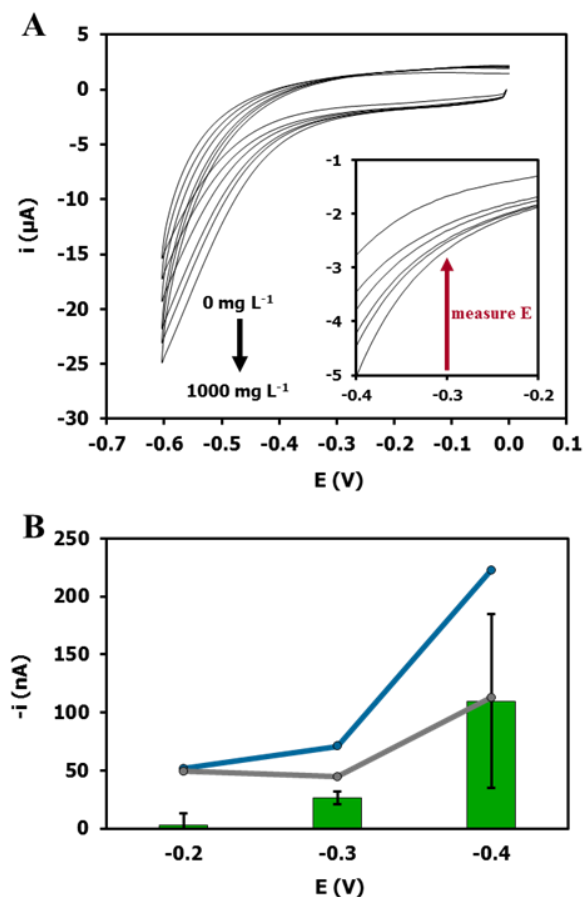 A
5
0
-5
-10
-15
-20
-25
-30
i (µA)
-0.7 -0.6 -0.5 -0.4 -0.3 -0.2 -0.1 0.0 0.1
E (V)
0 mg L⁻¹
1000 mg L⁻¹
-1
-2
-3
-4
-5
-0.4 -0.3 -0.2
measure E
B
250
200
150
100
50
0
-i (nA)
-0.2 -0.3 -0.4
E (V)